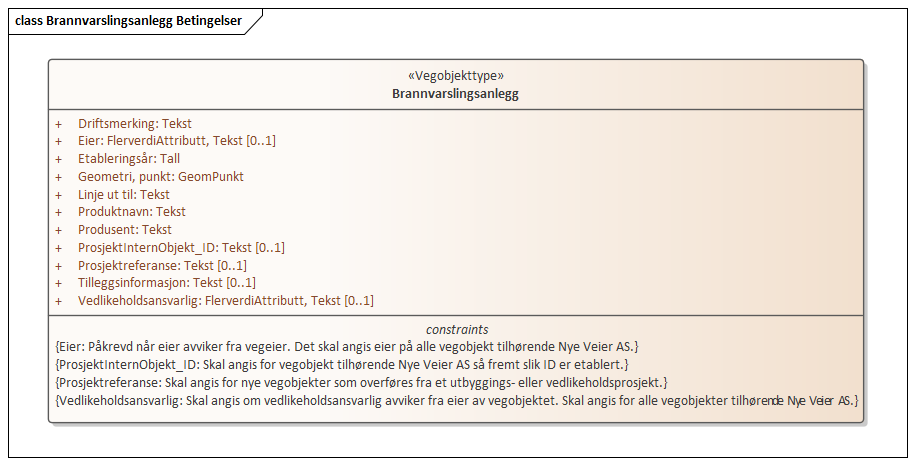 class Brannvarslingsanlegg Betingelser
«Vegobjekttype»
Brannvarslingsanlegg
+ Driftsmerking: Tekst
+ Eier: FlerverdiAttributt, Tekst [0..1]
+ Etableringsår: Tall
+ Geometri, punkt: GeomPunkt
+ Linje ut til: Tekst
+ Produktnavn: Tekst
+ Produsent: Tekst
+ ProsjektInternObjekt_ID: Tekst [0..1]
+ Prosjektreferanse: Tekst [0..1]
+ Tilleggsinformasjon: Tekst [0..1]
+ Vedlikeholdsansvarlig: FlerverdiAttributt, Tekst [0..1]
constraints
{Eier: Påkrevd når eier avviker fra vegeier. Det skal angis eier på alle vegobjekt tilhørende Nye Veier AS.}
{ProsjektInternObjekt_ID: Skal angis for vegobjekt tilhørende Nye Veier AS så fremt slik ID er etablert.}
{Prosjektreferanse: Skal angis for nye vegobjekter som overføres fra et utbyggings- eller vedlikeholdsprosjekt.}
{Vedlikeholdsansvarlig: Skal angis om vedlikeholdsansvarlig avviker fra eier av vegobjektet. Skal angis for alle vegobjekter tilhørende Nye Veier AS.}